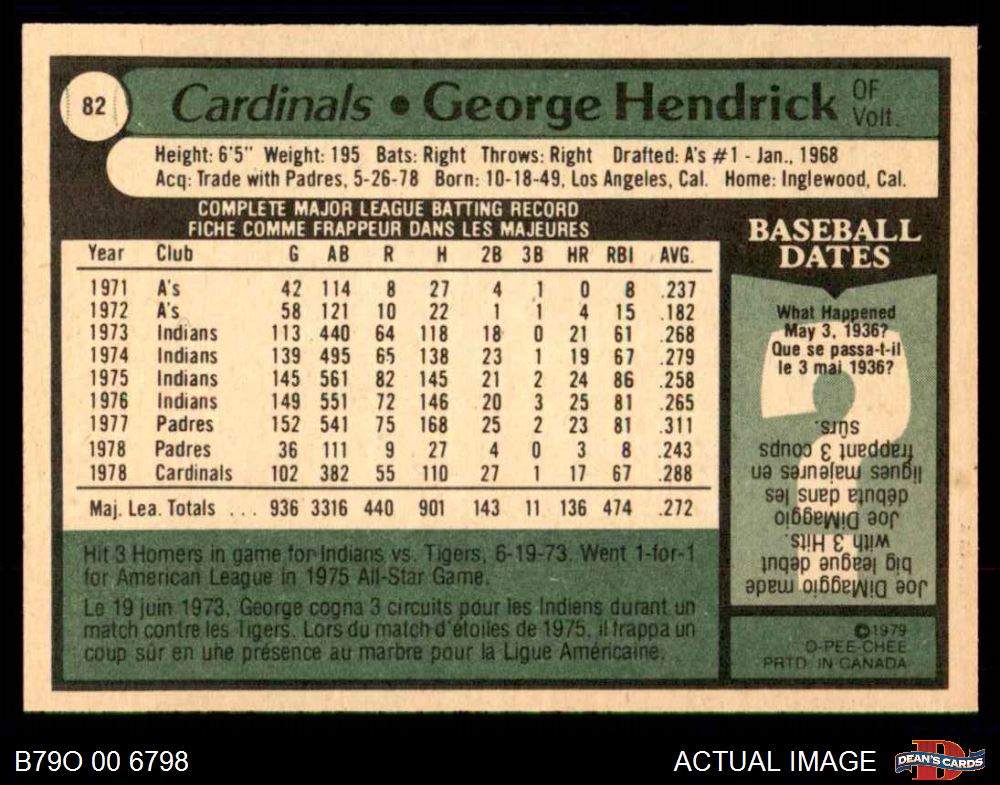 82
Cardinals • George Hendrick OF Volt.
Height: 6'5" Weight: 195 Bats: Right Throws: Right Drafted: A's #1 - Jan., 1968
Acq: Trade with Padres, 5-26-78 Born: 10-18-49, Los Angeles, Cal. Home: Inglewood, Cal.
COMPLETE MAJOR LEAGUE BATTING RECORD
FICHE COMME FRAPPEUR DANS LES MAJEURES
Year Club G AB R H 2B 3B HR RBI AVG.
1971 A's 42 114 8 27 4 1 0 8 .237
1972 A's 58 121 10 22 1 1 4 15 .182
1973 Indians 113 440 64 118 18 0 21 61 .268
1974 Indians 139 495 65 138 23 1 19 67 .279
1975 Indians 145 561 82 145 21 2 24 86 .258
1976 Indians 149 551 72 146 20 3 25 81 .265
1977 Padres 152 541 75 168 25 2 23 81 .311
1978 Padres 36 111 9 27 4 0 3 8 .243
1978 Cardinals 102 382 55 110 27 1 17 67 .288
Maj. Lea. Totals ... 936 3316 440 901 143 11 136 474 .272
Hit 3 Homers in game for Indians vs. Tigers, 6-19-73. Went 1-for-1
for American League in 1975 All-Star Game.
Le 19 juin 1973, George cogna 3 circuits pour les Indiens durant un
match contre les Tigers. Lors du match d'étoiles de 1975, il frappa un
coup sûr en une présence au marbre pour la Ligue Américaine.
BASEBALL
DATES
What Happened
May 3, 1936?
Que se passa-t-il
le 3 mai 1936?
Joe DiMaggio made
big league debut
with 3 Hits.
Joe DiMaggio
débuta dans les
ligues majeures en
frappant 3 coups
sûrs.
©1979
O-PEE-CHEE
PRTD. IN CANADA
B79O 00 6798
ACTUAL IMAGE
D
DEAN'S CARDS